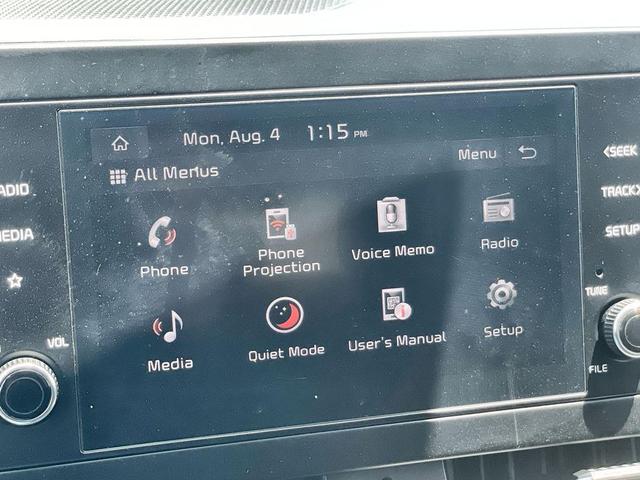 Mon, Aug. 4 1:15 PM
Menu
All Menus
Phone
Phone
Projection
Voice Memo
Radio
Media
Quiet Mode
User's Manual
Setup
RADIO
MEDIA
VOL
SEEK
TRACK
SETUP
TUNE
FILE